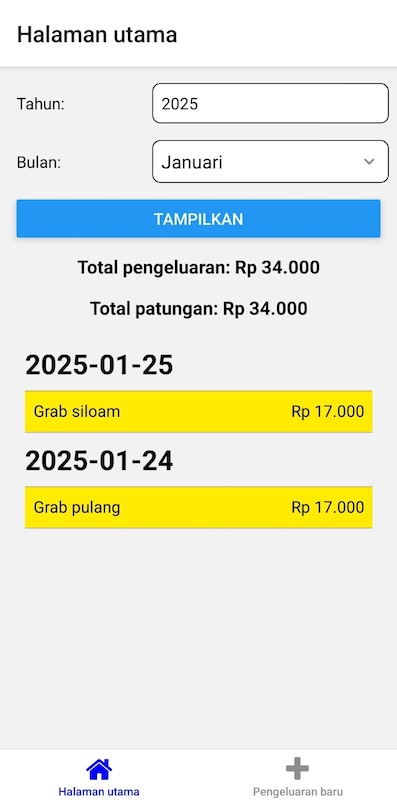 Halaman utama
Tahun: 2025
Bulan: Januari
TAMPILKAN
Total pengeluaran: Rp 34.000
Total patungan: Rp 34.000
2025-01-25
Grab siloam Rp 17.000
2025-01-24
Grab pulang Rp 17.000
Halaman utama Pengeluaran baru